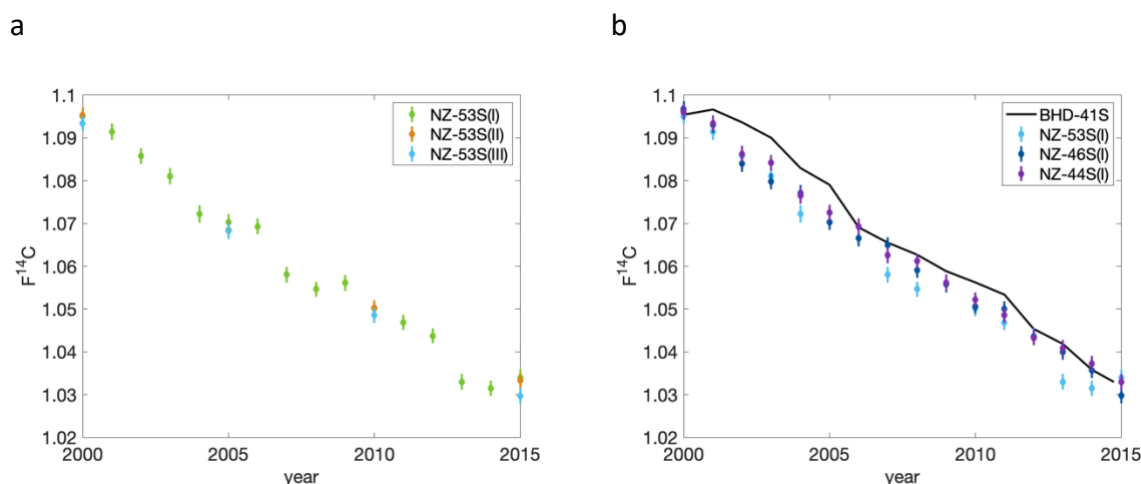 a
F14C
1.1
1.09
1.08
1.07
1.06
1.05
1.04
1.03
1.02
2000
2005
2010
2015
year
NZ-53S(I)
NZ-53S(II)
NZ-53S(III)
b
F14C
1.1
1.09
1.08
1.07
1.06
1.05
1.04
1.03
1.02
2000
2005
2010
2015
year
BHD-41S
NZ-53S(I)
NZ-46S(I)
NZ-44S(I)